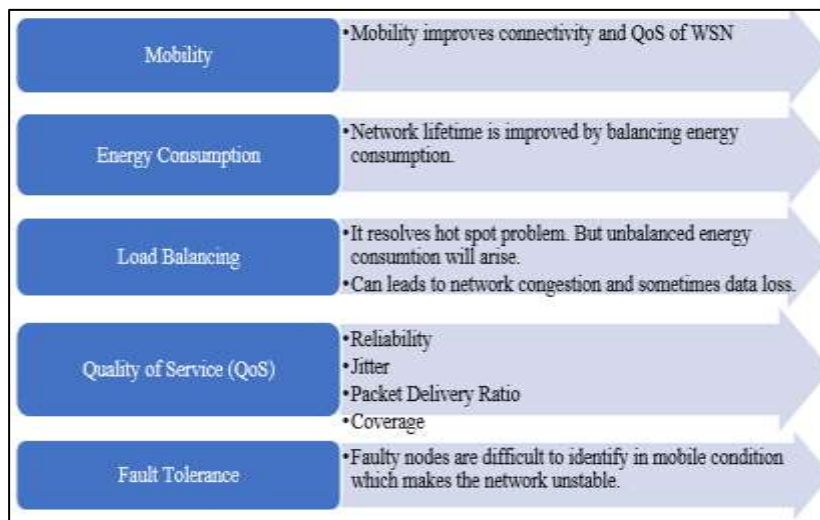 Mobility
•Mobility improves connectivity and QoS of WSN
Energy Consumption
•Network lifetime is improved by balancing energy
consumption.
Load Balancing
•It resolves hot spot problem. But unbalanced energy
consumtion will arise.
•Can leads to network congestion and sometimes data loss.
Quality of Service (QoS)
•Reliability
•Jitter
•Packet Delivery Ratio
•Coverage
Fault Tolerance
•Faulty nodes are difficult to identify in mobile condition
which makes the network unstable.